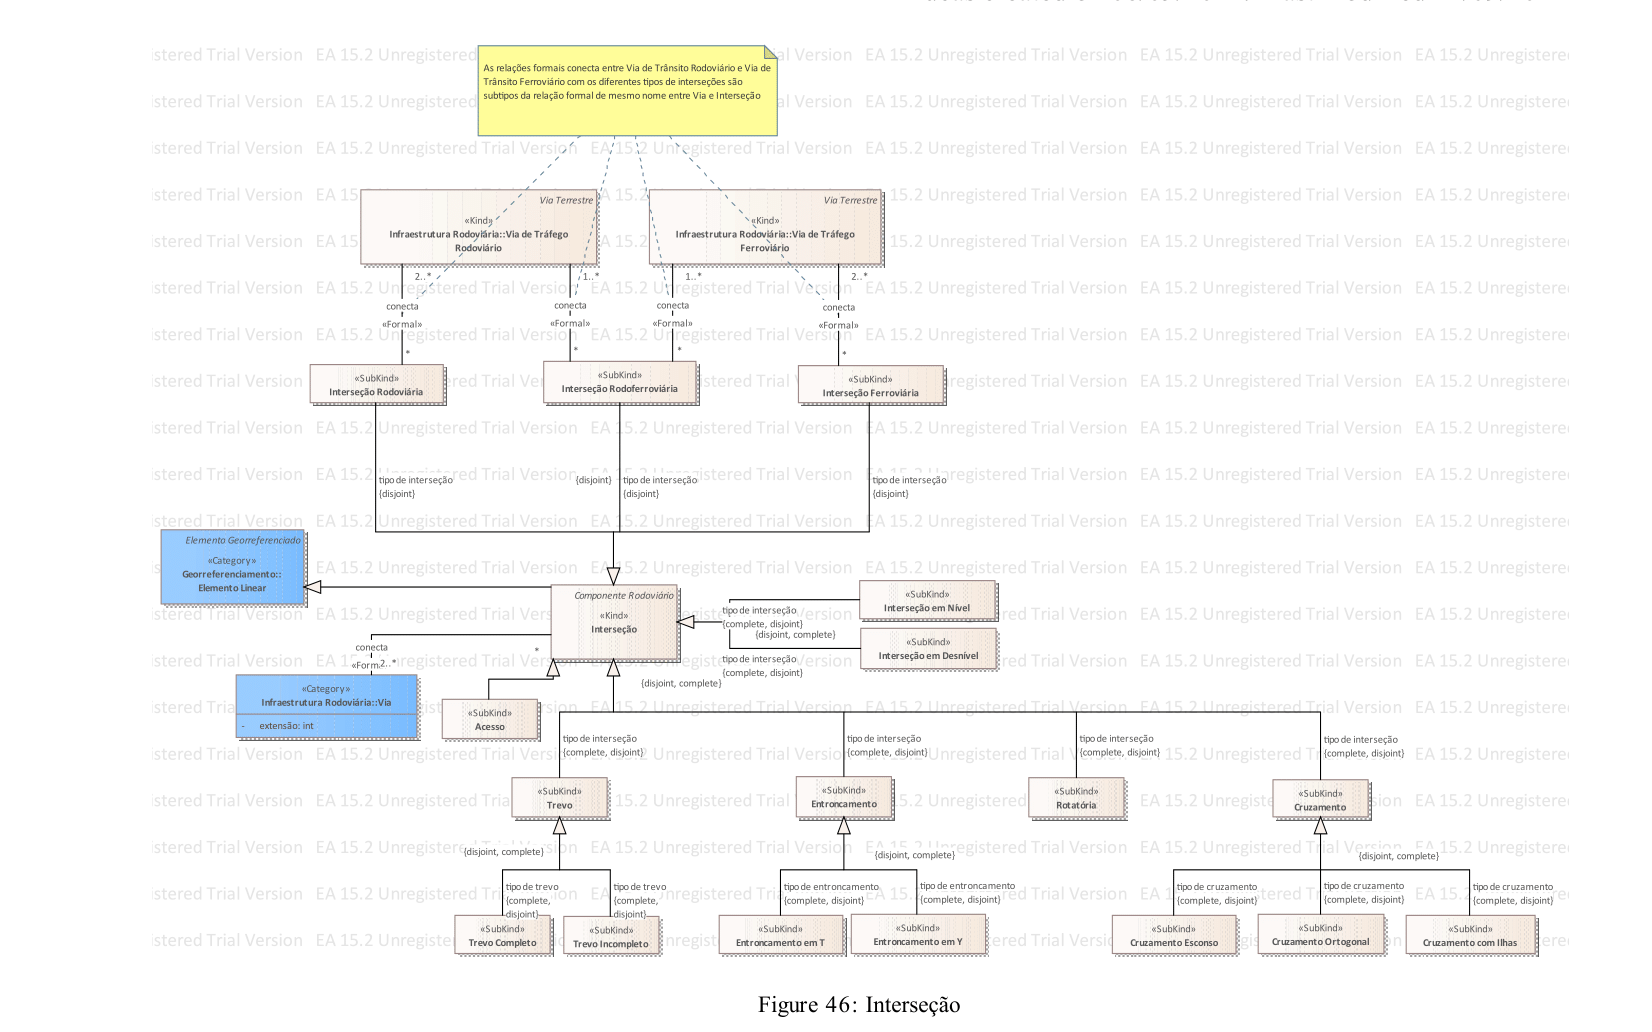 As relações formais conecta entre Via de Trânsito Rodoviário e Via de
Trânsito Ferroviário com os diferentes tipos de interseções são
subtipos da relação formal de mesmo nome entre Via e Interseção
Via Terrestre
«Kind»
Infraestrutura Rodoviária::Via de Tráfego
Rodoviário
Via Terrestre
«Kind»
Infraestrutura Rodoviária::Via de Tráfego
Ferroviário
2..*
1..*
1..*
2..*
conecta
«Formal»
conecta
«Formal»
conecta
«Formal»
conecta
«Formal»
*
*
*
*
«SubKind»
Interseção Rodoviária
«SubKind»
Interseção Rodoferroviária
«SubKind»
Interseção Ferroviária
tipo de interseção
{disjoint}
{disjoint}
tipo de interseção
{disjoint}
tipo de interseção
{disjoint}
Elemento Georreferenciado
«Category»
Georreferenciamento::
Elemento Linear
Componente Rodoviário
«Kind»
Interseção
«SubKind»
Interseção em Nível
tipo de interseção
{complete, disjoint}
{disjoint, complete}
«SubKind»
Interseção em Desnível
tipo de interseção
{complete, disjoint}
conecta
«Form
2..*
*
«Category»
Infraestrutura Rodoviária::Via
- extensão: int
«SubKind»
Acesso
{disjoint, complete}
tipo de interseção
{complete, disjoint}
tipo de interseção
{complete, disjoint}
tipo de interseção
{complete, disjoint}
tipo de interseção
{complete, disjoint}
«SubKind»
Trevo
«SubKind»
Entroncamento
«SubKind»
Rotatória
«SubKind»
Cruzamento
{disjoint, complete}
{disjoint, complete}
{disjoint, complete}
tipo de trevo
{complete,
disjoint}
tipo de trevo
{complete,
disjoint}
tipo de entroncamento
{complete, disjoint}
tipo de entroncamento
{complete, disjoint}
tipo de cruzamento
{complete, disjoint}
tipo de cruzamento
{complete, disjoint}
tipo de cruzamento
{complete, disjoint}
«SubKind»
Trevo Completo
«SubKind»
Trevo Incompleto
«SubKind»
Entroncamento em T
«SubKind»
Entroncamento em Y
«SubKind»
Cruzamento Esconso
«SubKind»
Cruzamento Ortogonal
«SubKind»
Cruzamento com Ilhas
Figure 46: Interseção